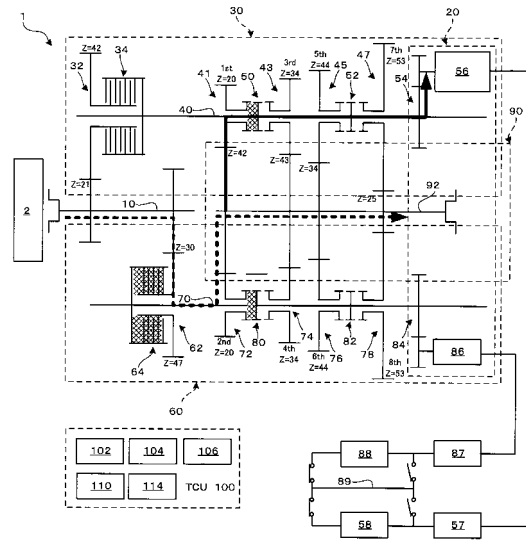 1
30
20
Z=42
34
32
1st
Z=20
41
50
43
3rd
Z=34
5th
Z=44
45
52
47
7th
Z=53
54
56
40
90
Z=42
Z=43
Z=34
Z=21
10
Z=25
92
2
Z=30
70
2nd
Z=20
72
80
4th
Z=34
74
6th
Z=44
76
82
78
8th
Z=53
84
86
64
62
Z=47
60
102
104
106
110
114
TCU 100
88
87
89
58
57